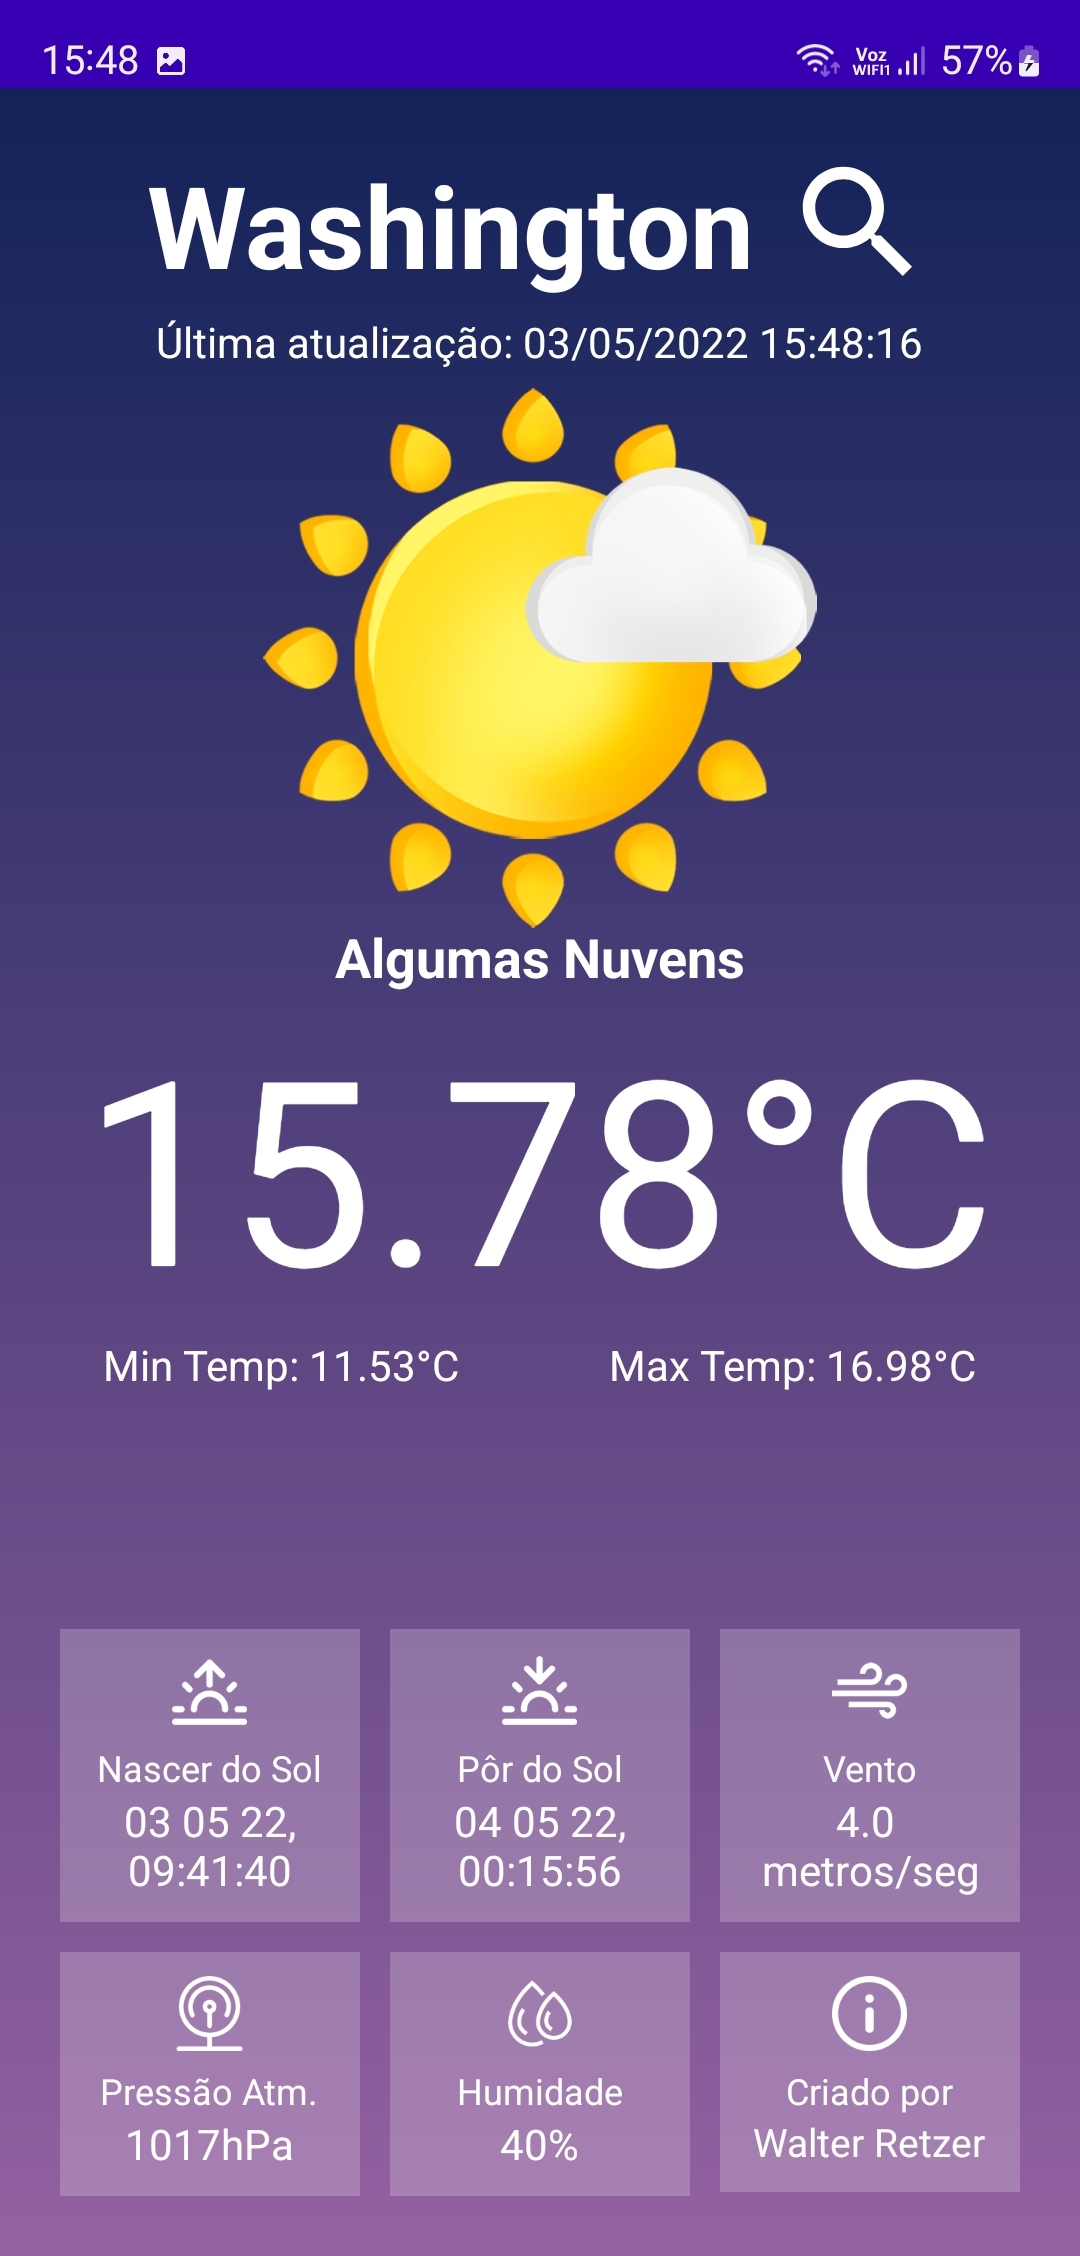 15:48 Voz WIFI1 57%
Washington
Última atualização: 03/05/2022 15:48:16
Algumas Nuvens
15.78°C
Min Temp: 11.53°C Max Temp: 16.98°C
Nascer do Sol
03 05 22,
09:41:40
Pôr do Sol
04 05 22,
00:15:56
Vento
4.0
metros/seg
Pressão Atm.
1017hPa
Humidade
40%
Criado por
Walter Retzer